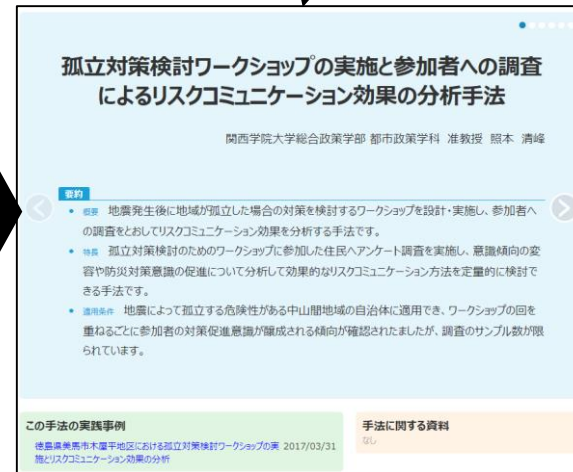 孤立対策検討ワークショップの実施と参加者への調査
によるリスクコミュニケーション効果の分析手法
関西学院大学総合政策学部 都市政策学科 准教授 照本 清峰
要約
• 概要 地震発生後に地域が孤立した場合の対策を検討するワークショップを設計・実施し、参加者へ
の調査をとおしてリスクコミュニケーション効果を分析する手法です。
• 特長 孤立対策検討のためのワークショップに参加した住民へアンケート調査を実施し、意識傾向の変
容や防災対策意識の促進について分析して効果的なリスクコミュニケーション方法を定量的に検討で
きる手法です。
• 適用条件 地震によって孤立する危険性がある中山間地域の自治体に適用でき、ワークショップの回を
重ねるごとに参加者の対策促進意識が醸成される傾向が確認されたましたが、調査のサンプル数が限
られています。
この手法の実践事例
徳島県美馬市木屋平地区における孤立対策検討ワークショップの実 2017/03/31
施とリスクコミュニケーション効果の分析
手法に関する資料
なし